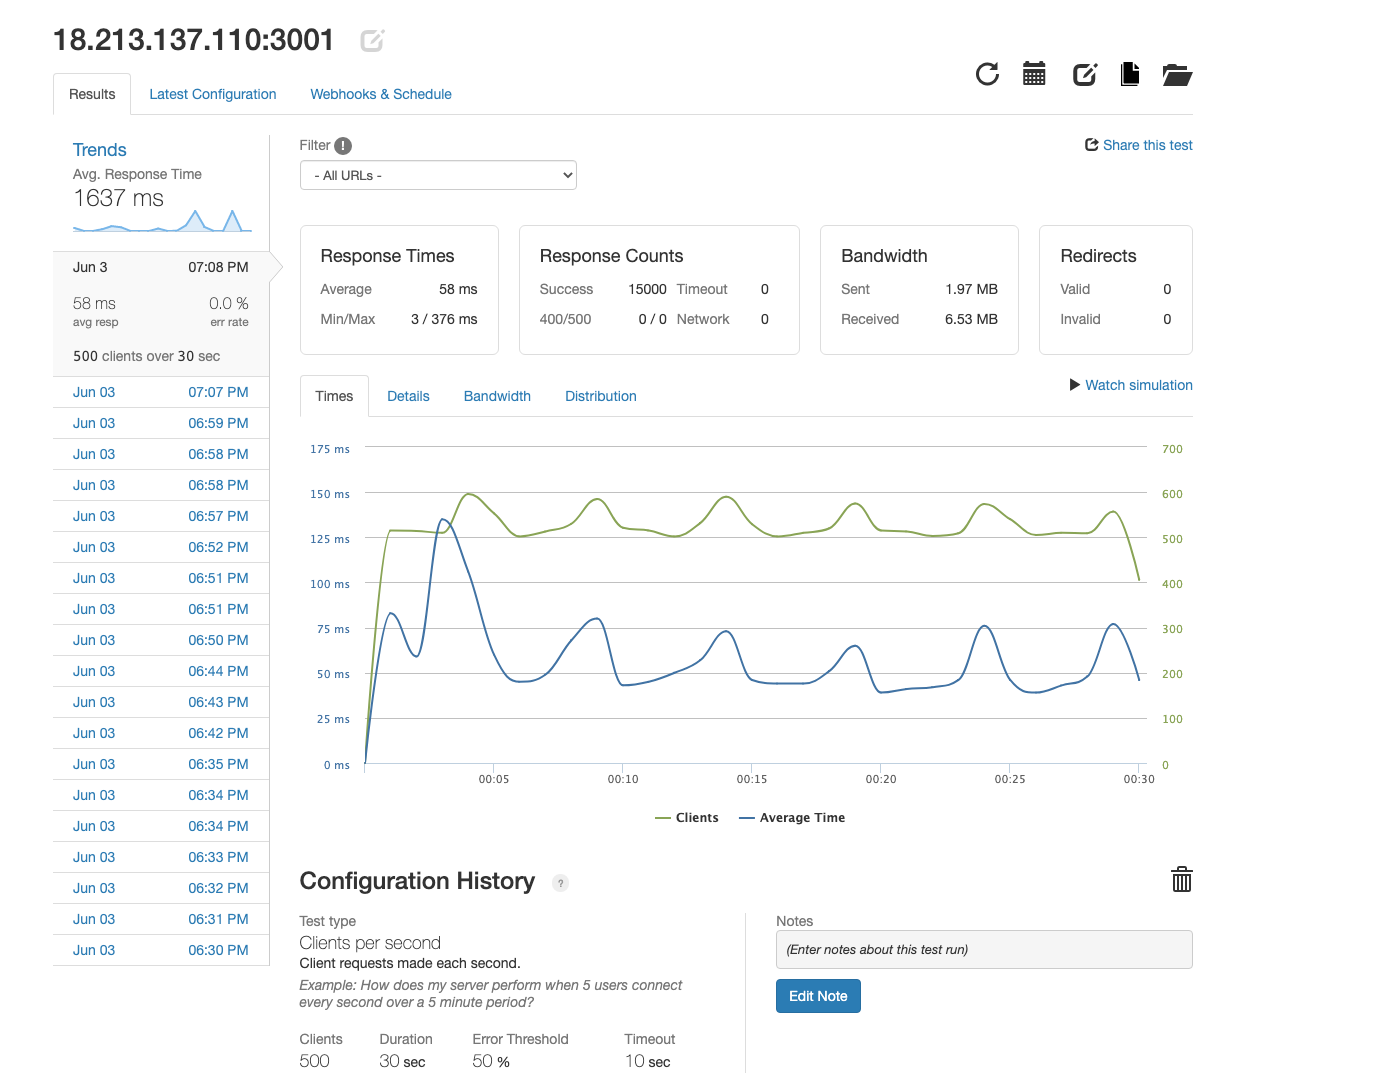 18.213.137.110:3001
Results
Latest Configuration
Webhooks & Schedule
Trends
Avg. Response Time
1637 ms
Jun 3 07:08 PM
58 ms 0.0 %
avg resp err rate
500 clients over 30 sec
Jun 03 07:07 PM
Jun 03 06:59 PM
Jun 03 06:58 PM
Jun 03 06:58 PM
Jun 03 06:57 PM
Jun 03 06:52 PM
Jun 03 06:51 PM
Jun 03 06:51 PM
Jun 03 06:50 PM
Jun 03 06:44 PM
Jun 03 06:43 PM
Jun 03 06:42 PM
Jun 03 06:35 PM
Jun 03 06:34 PM
Jun 03 06:34 PM
Jun 03 06:33 PM
Jun 03 06:32 PM
Jun 03 06:31 PM
Jun 03 06:30 PM
Filter !
Share this test
- All URLs -
Response Times
Average 58 ms
Min/Max 3 / 376 ms
Response Counts
Success 15000 Timeout 0
400/500 0 / 0 Network 0
Bandwidth
Sent 1.97 MB
Received 6.53 MB
Redirects
Valid 0
Invalid 0
Times
Details
Bandwidth
Distribution
Watch simulation
175 ms 700
150 ms 600
125 ms 500
100 ms 400
75 ms 300
50 ms 200
25 ms 100
0 ms 0
00:05 00:10 00:15 00:20 00:25 00:30
Clients Average Time
Configuration History ?
Test type
Clients per second
Client requests made each second.
Example: How does my server perform when 5 users connect
every second over a 5 minute period?
Clients Duration Error Threshold Timeout
500 30 sec 50 % 10 sec
Notes
(Enter notes about this test run)
Edit Note